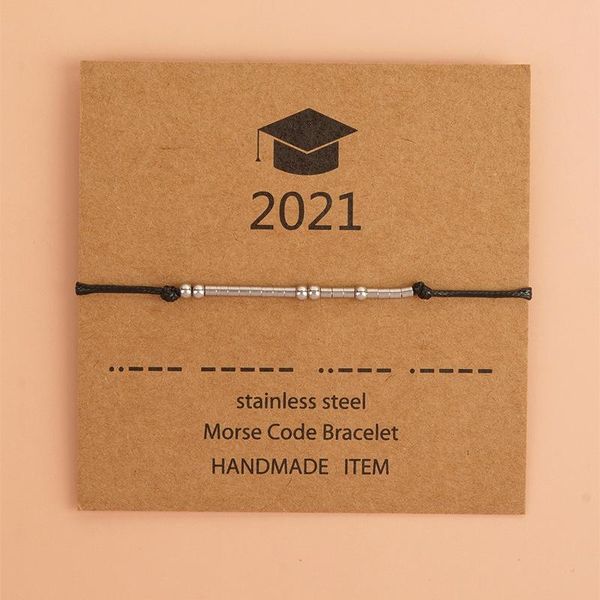 2021
..--- ----- ..--- .----
stainless steel
Morse Code Bracelet
HANDMADE ITEM